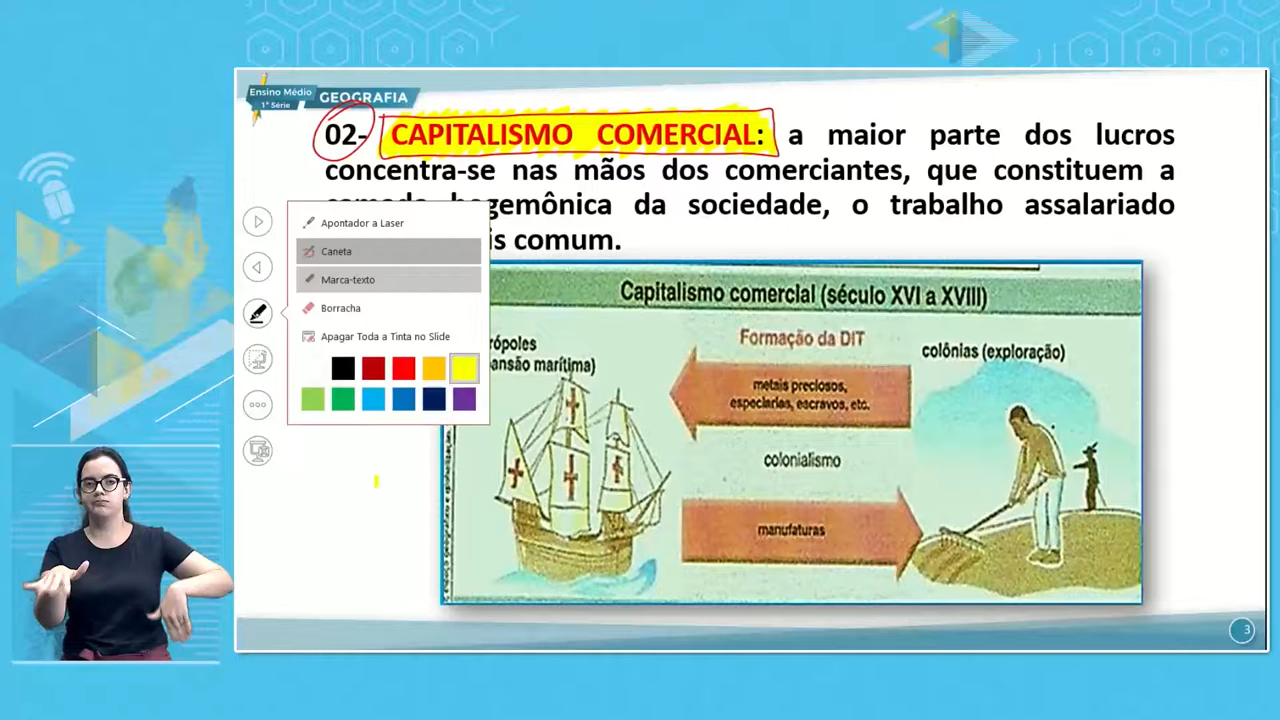 Ensino Médio
1ª Série
GEOGRAFIA
02- CAPITALISMO COMERCIAL: a maior parte dos lucros
concentra-se nas mãos dos comerciantes, que constituem a
hegemônica da sociedade, o trabalho assalariado
is comum.
Apontador a Laser
Caneta
Marca-texto
Borracha
Apagar Toda a Tinta no Slide
Capitalismo comercial (século XVI a XVIII)
Formação da DIT
rópoles
ansão marítima)
colônias (exploração)
metais preciosos,
especiarias, escravos, etc.
colonialismo
manufaturas
3